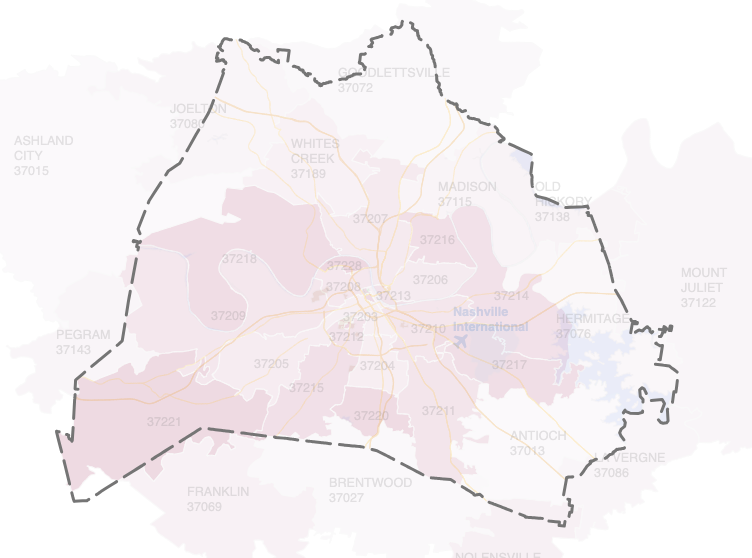 GOODLETTSVILLE
37072
JOELTON
37080
ASHLAND
CITY
37015
WHITES
CREEK
37189
MADISON
37115
OLD
HICKORY
37138
37207
37216
37218
37228
37206
MOUNT
JULIET
37122
37208
37213
37214
37209
37203
37210
Nashville
International
HERMITAGE
37076
PEGRAM
37143
37212
37205
37204
37217
37215
37221
37220
37211
ANTIOCH
37013
LAVERGNE
37086
FRANKLIN
37069
BRENTWOOD
37027
NOLENSVILLE